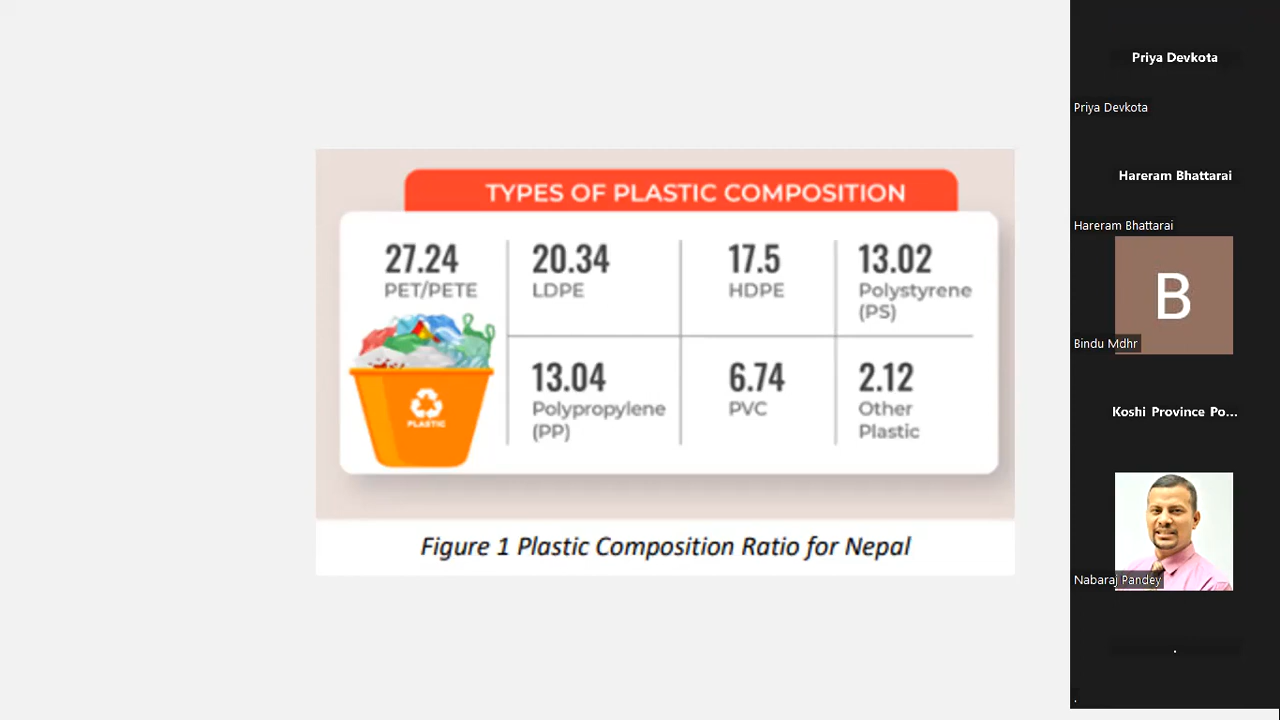 TYPES OF PLASTIC COMPOSITION
27.24
PET/PETE
20.34
LDPE
17.5
HDPE
13.02
Polystyrene
(PS)
PLASTIC
13.04
Polypropylene
(PP)
6.74
PVC
2.12
Other
Plastic
Figure 1 Plastic Composition Ratio for Nepal
Priya Devkota
Priya Devkota
Hareram Bhattarai
Hareram Bhattarai
B
Bindu Mdhr
Koshi Province Po...
Nabaraj Pandey
.
.